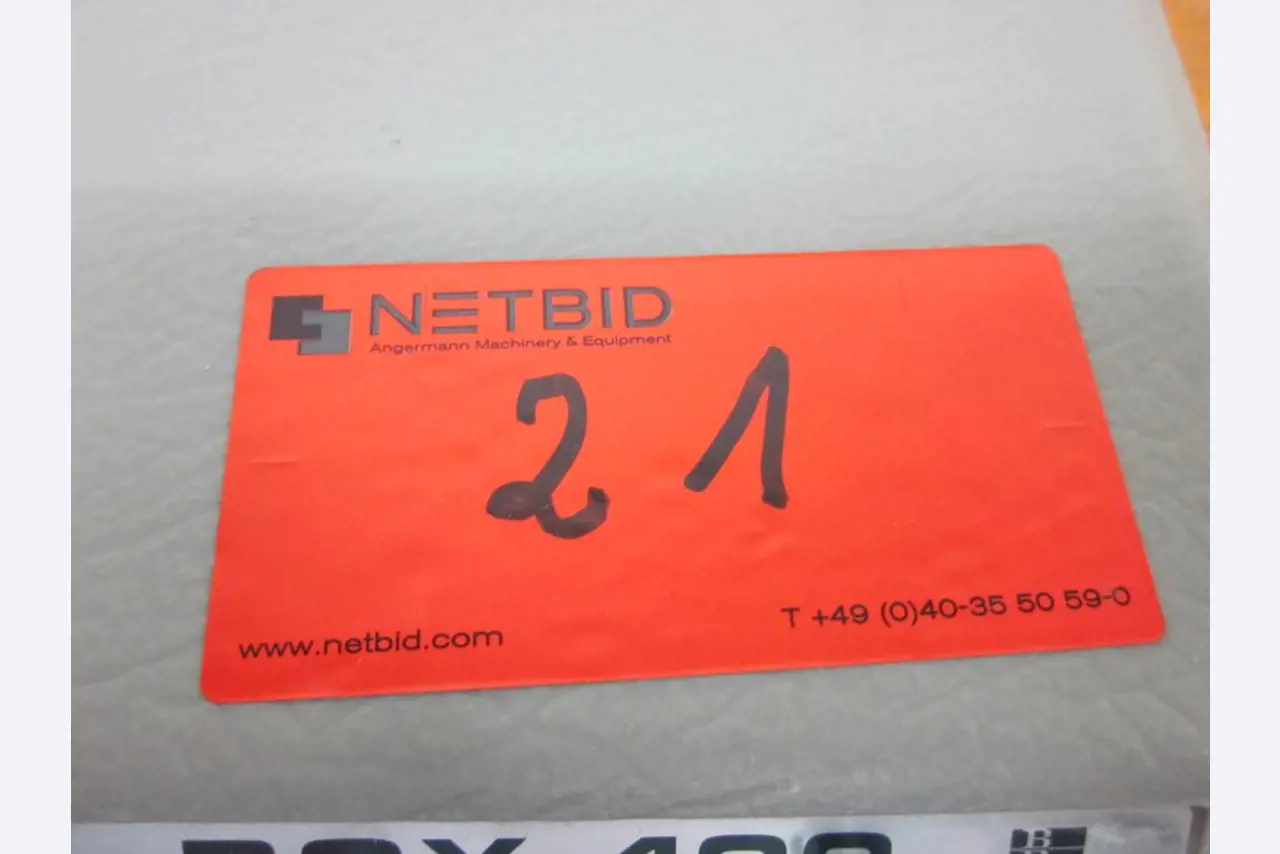 NETBID
Angermann Machinery & Equipment
21
T +49 (0)40-35 50 59-0
www.netbid.com